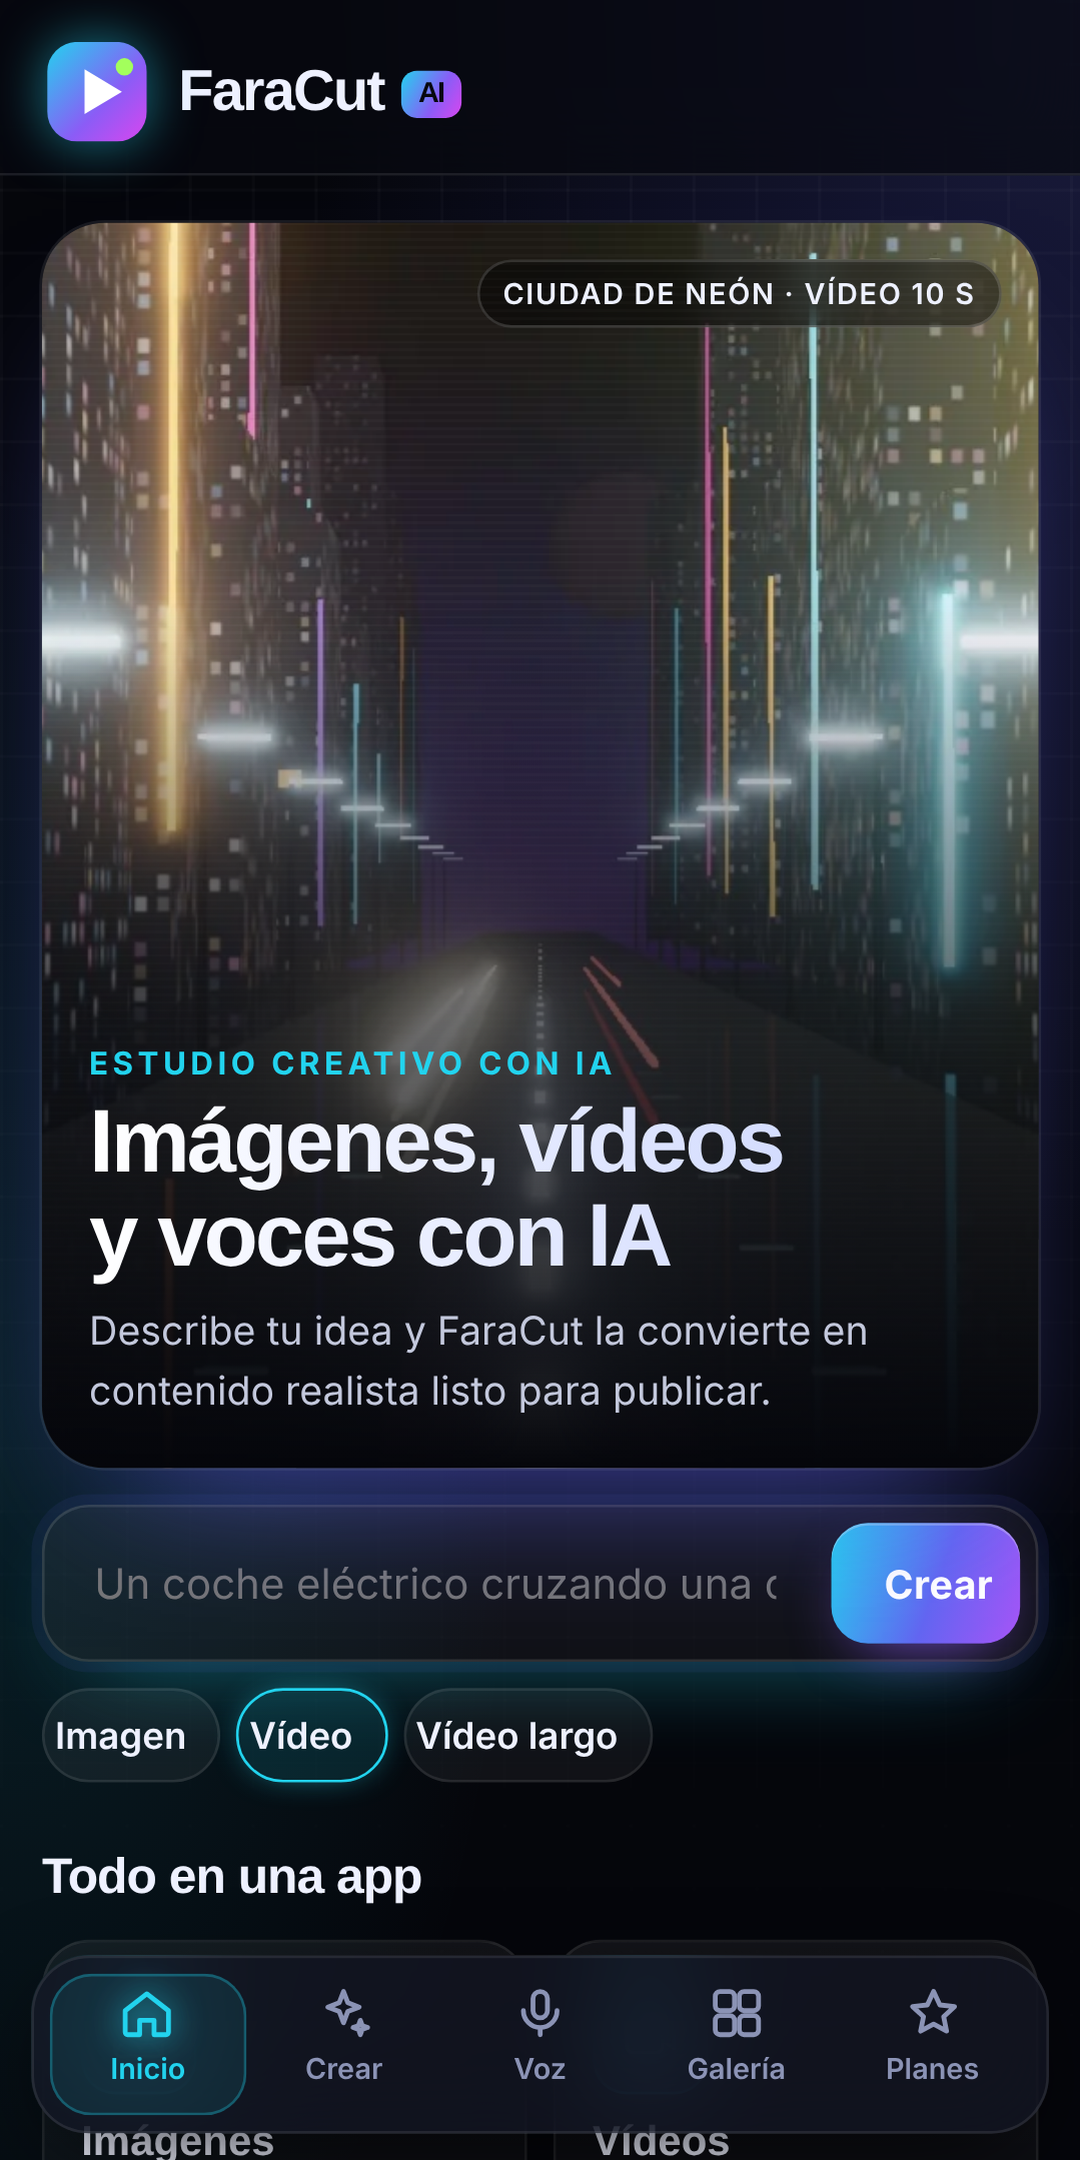 FaraCut AI
CIUDAD DE NEÓN · VÍDEO 10 S
ESTUDIO CREATIVO CON IA
Imágenes, vídeos
y voces con IA
Describe tu idea y FaraCut la convierte en
contenido realista listo para publicar.
Un coche eléctrico cruzando una
Crear
Imagen
Vídeo
Vídeo largo
Todo en una app
Inicio
Crear
Voz
Galería
Planes
Imágenes
Vídeos